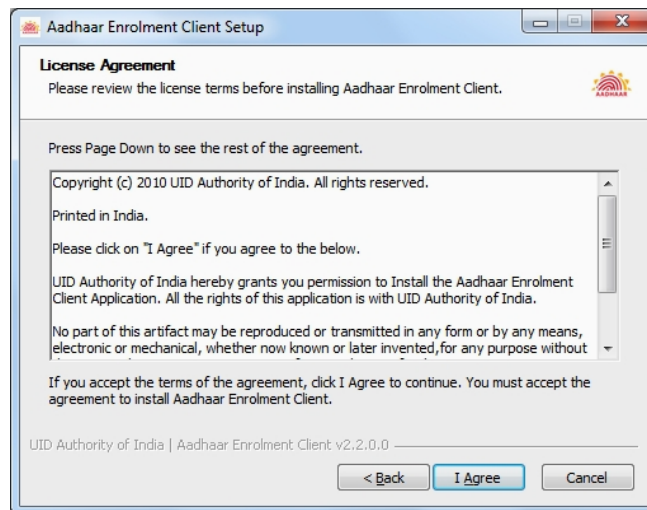 Aadhaar Enrolment Client Setup
License Agreement
Please review the license terms before installing Aadhaar Enrolment Client.
AADHAAR
Press Page Down to see the rest of the agreement.
Copyright (c) 2010 UID Authority of India. All rights reserved.
Printed in India.
Please click on "I Agree" if you agree to the below.
UID Authority of India hereby grants you permission to Install the Aadhaar Enrolment
Client Application. All the rights of this application is with UID Authority of India.
No part of this artifact may be reproduced or transmitted in any form or by any means,
electronic or mechanical, whether now known or later invented,for any purpose without
If you accept the terms of the agreement, click I Agree to continue. You must accept the
agreement to install Aadhaar Enrolment Client.
UID Authority of India | Aadhaar Enrolment Client v2.2.0.0
< Back
I Agree
Cancel